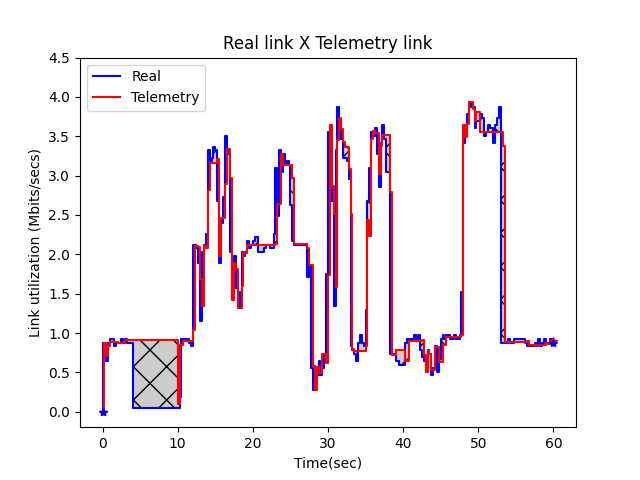 Real link X Telemetry link
Real
Telemetry
Link utilization (Mbits/secs)
4.5
4.0
3.5
3.0
2.5
2.0
1.5
1.0
0.5
0.0
0 10 20 30 40 50 60
Time(sec)